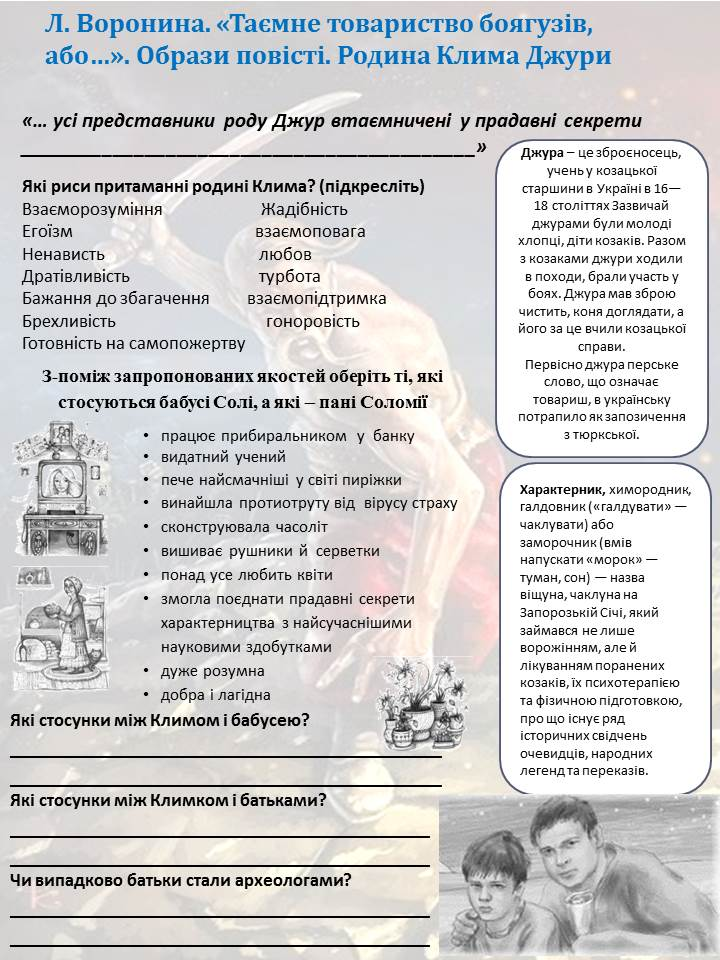 Л. Воронина. «Таємне товариство боягузів,
або…». Образи повісті. Родина Клима Джури
«… усі представники роду Джур втаємничені у прадавні секрети
___________________________________________»
Які риси притаманні родині Клима? (підкресліть)
Взаєморозуміння Жадібність
Егоїзм взаємоповага
Ненависть любов
Дратівливість турбота
Бажання до збагачення взаємопідтримка
Брехливість гоноровість
Готовність на самопожертву
З-поміж запропонованих якостей оберіть ті, які
стосуються бабусі Солі, а які – пані Соломії
• працює прибиральником у банку
• видатний учений
• пече найсмачніші у світі пиріжки
• винайшла протиотруту від вірусу страху
• сконструювала часоліт
• вишиває рушники й серветки
• понад усе любить квіти
• змогла поєднати прадавні секрети
характерництва з найсучаснішими
науковими здобутками
• дуже розумна
• добра і лагідна
Які стосунки між Климом і бабусею?
Які стосунки між Климком і батьками?
Чи випадково батьки стали археологами?
Джура – це зброєносець,
учень у козацької
старшини в Україні в 16—
18 століттях Зазвичай
джурами були молоді
хлопці, діти козаків. Разом
з козаками джури ходили
в походи, брали участь у
боях. Джура мав зброю
чистить, коня доглядати, а
його за це вчили козацької
справи.
Первісно джура перське
слово, що означає
товариш, в українську
потрапило як запозичення
з тюркської.
Характерник, химородник,
галдовник («галдувати» —
чаклувати) або
заморочник (вмів
напускати «морок» —
туман, сон) — назва
віщуна, чаклуна на
Запорозькій Січі, який
займався не лише
ворожінням, але й
лікуванням поранених
козаків, їх психотерапією
та фізичною підготовкою,
про що існує ряд
історичних свідчень
очевидців, народних
легенд та переказів.